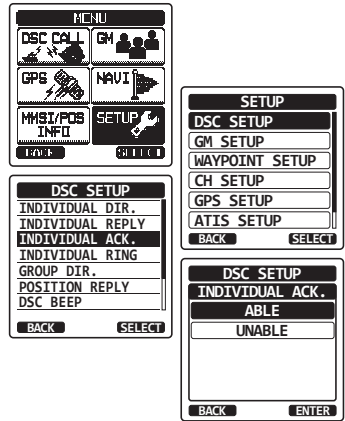 MENU
DSC CALL GM
GPS NAVI
MMSI/POS INFO SETUP
BACK SELECT
SETUP
DSC SETUP
GM SETUP
WAYPOINT SETUP
CH SETUP
GPS SETUP
ATIS SETUP
BACK SELECT
DSC SETUP
INDIVIDUAL DIR.
INDIVIDUAL REPLY
INDIVIDUAL ACK.
INDIVIDUAL RING
GROUP DIR.
POSITION REPLY
DSC BEEP
BACK SELECT
DSC SETUP
INDIVIDUAL ACK.
ABLE
UNABLE
BACK ENTER